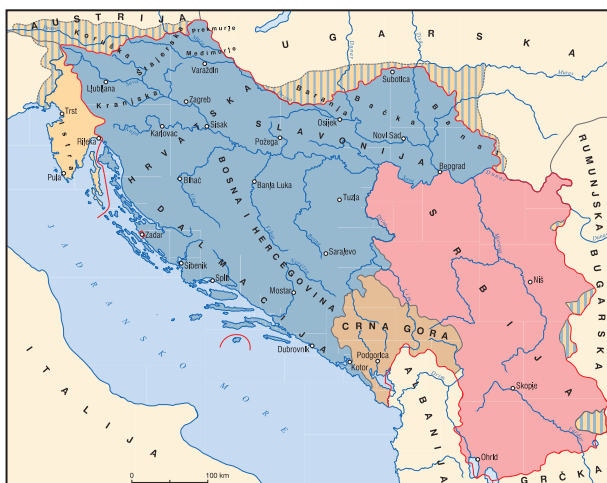 AUSTRIJA
UGARSKA
Koruška
Štajerska
Prekmurje
Međimurje
Varaždin
Ljubljana
Kranjska
Zagreb
Baranja
Subotica
Bačka
Banat
Trst
Istra
HRVATSKA
Karlovac
Sisak
Osijek
Novi Sad
Požega
SLAVONIJA
Rijeka
Pula
Beograd
RUMUNJSKA
Bihać
Banja Luka
BOSNA I HERCEGOVINA
Tuzla
SRBIJA
Zadar
DALMACIJA
Sarajevo
Šibenik
Split
Mostar
Niš
BUGARSKA
JADRANSKO MORE
CRNA GORA
Dubrovnik
Podgorica
Kotor
ITALIJA
ALBANIJA
Skopje
Ohrid
GRČKA
0 100 km